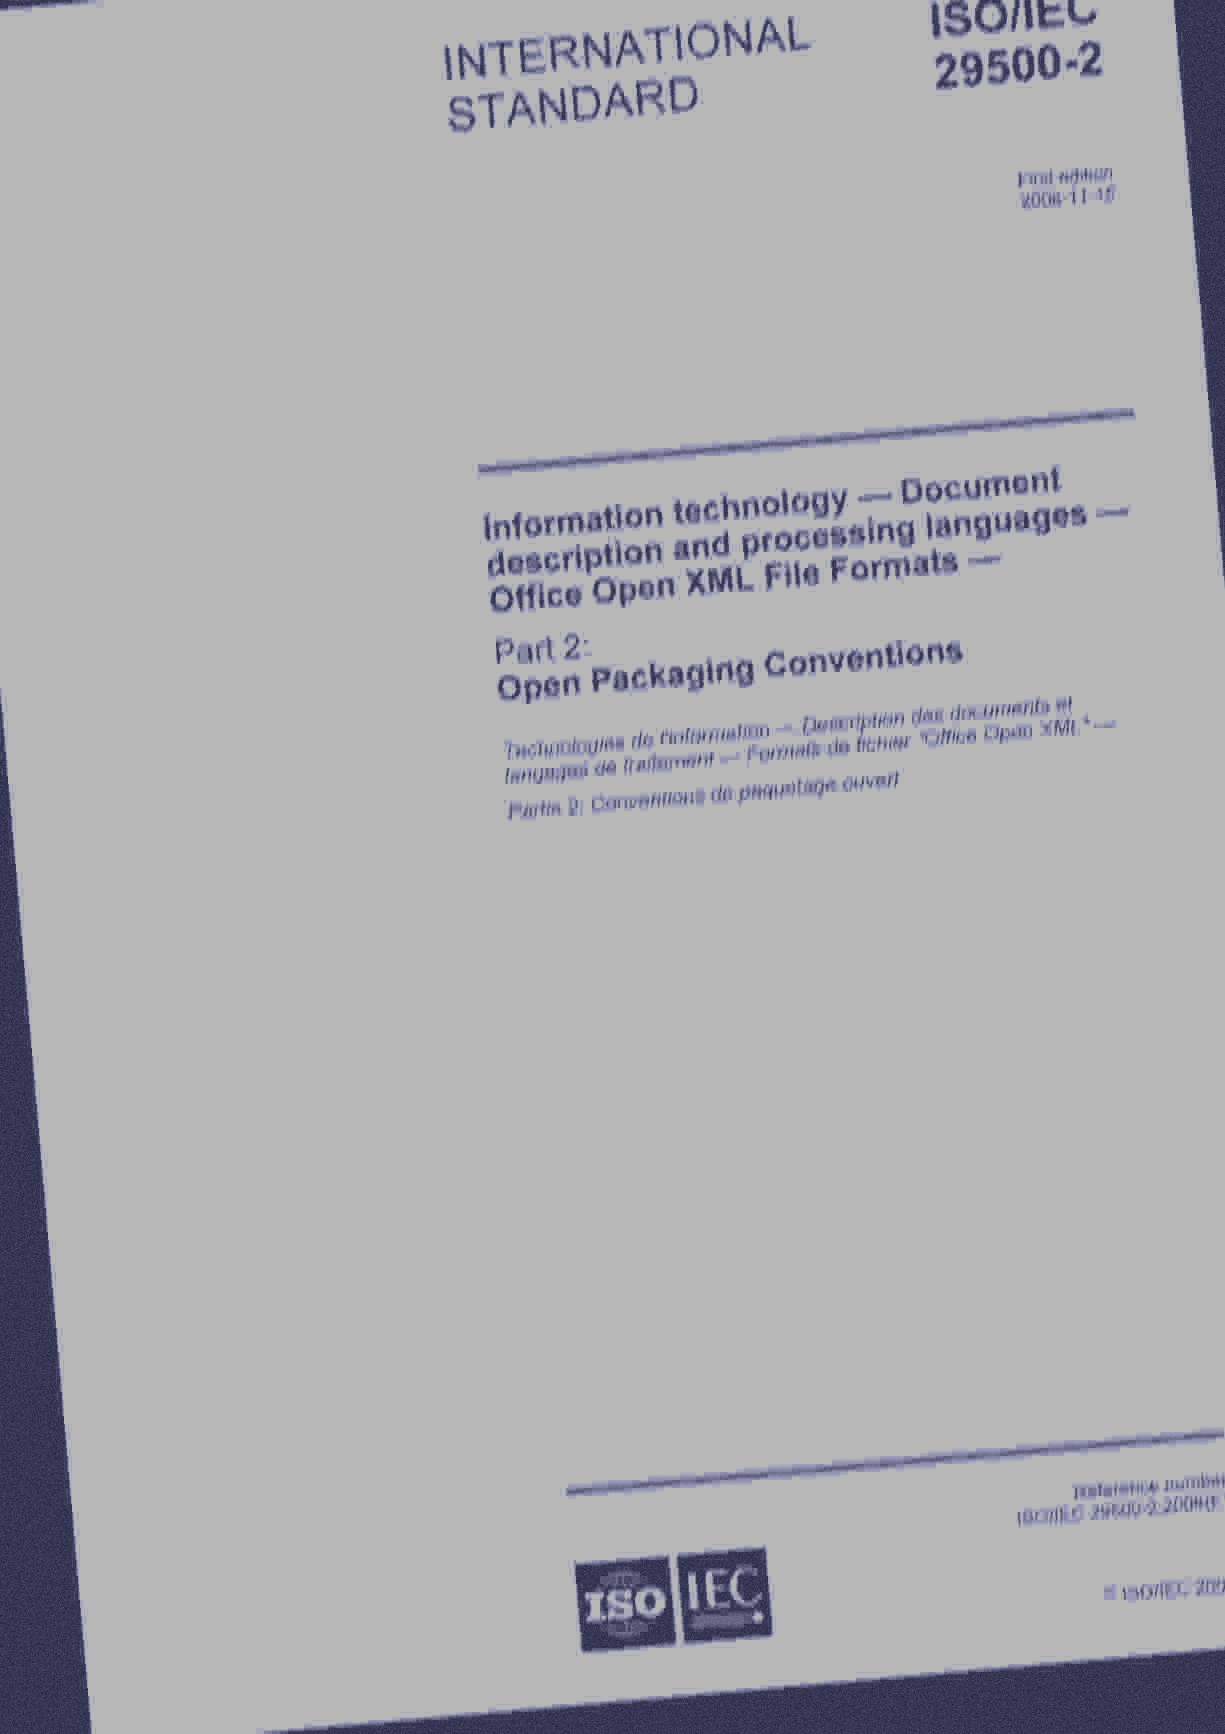 INTERNATIONAL
STANDARD
ISO/IEC
29500-2
First edition
2008-11-15
Information technology — Document
description and processing languages —
Office Open XML File Formats —
Part 2:
Open Packaging Conventions
Technologies de l'information — Description des documents et
langages de traitement — Formats de fichier "Office Open XML" —
Partie 2: Conventions de paquetage ouvert
Reference number
ISO/IEC 29500-2:2008(E
ISO IEC
© ISO/IEC 200